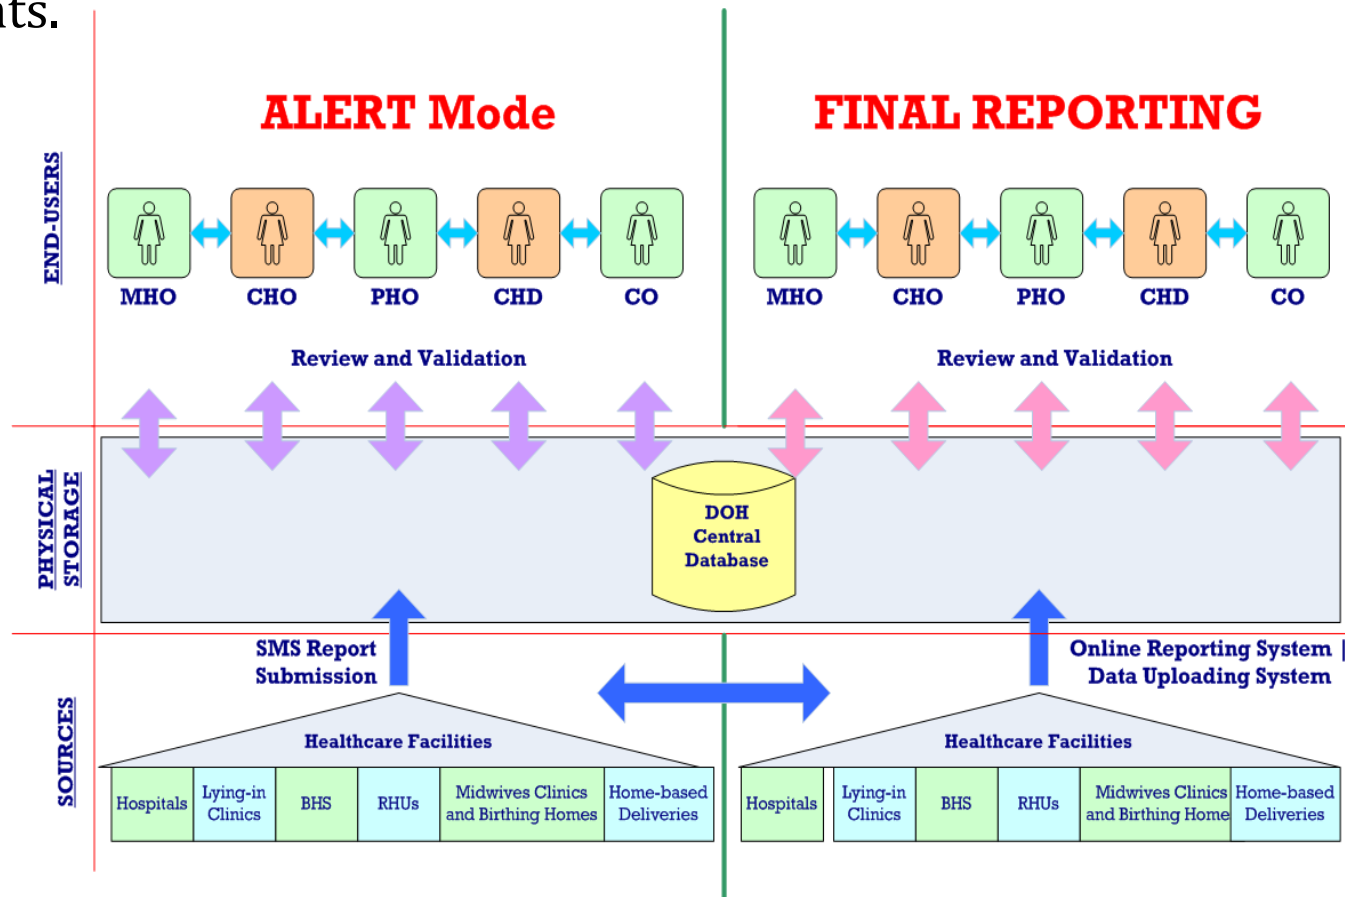 nts.
ALERT Mode
FINAL REPORTING
END-USERS
MHO
CHO
PHO
CHD
CO
MHO
CHO
PHO
CHD
CO
Review and Validation
Review and Validation
PHYSICAL
STORAGE
DOH
Central
Database
SMS Report
Submission
Online Reporting System |
Data Uploading System
SOURCES
Healthcare Facilities
Healthcare Facilities
Hospitals
Lying-in
Clinics
BHS
RHUs
Midwives Clinics
and Birthing Homes
Home-based
Deliveries
Hospitals
Lying-in
Clinics
BHS
RHUs
Midwives Clinics
and Birthing Home
Home-based
Deliveries